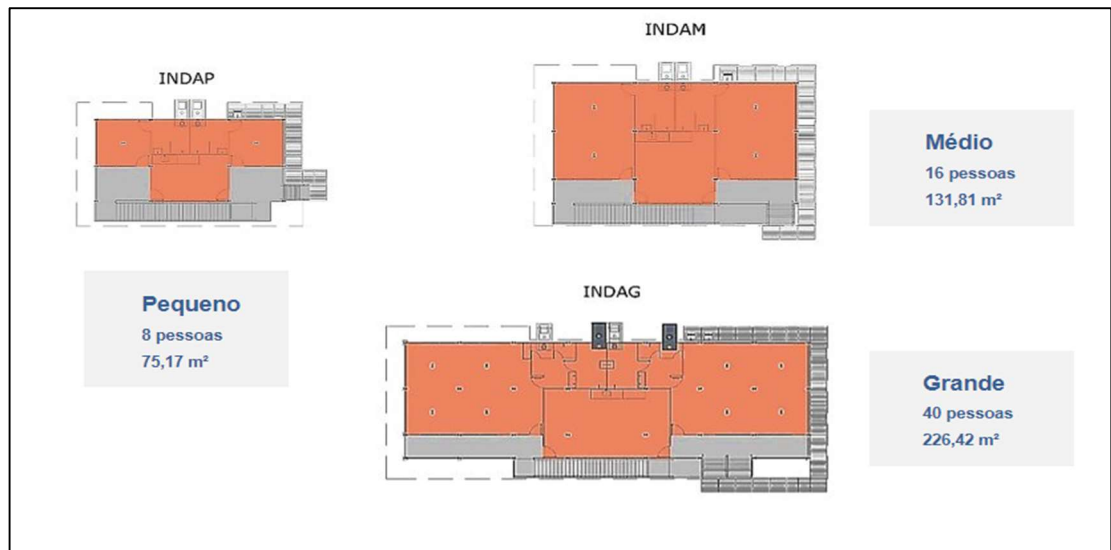 INDAP
INDAM
Médio
16 pessoas
131,81 m²
Pequeno
8 pessoas
75,17 m²
INDAG
Grande
40 pessoas
226,42 m²